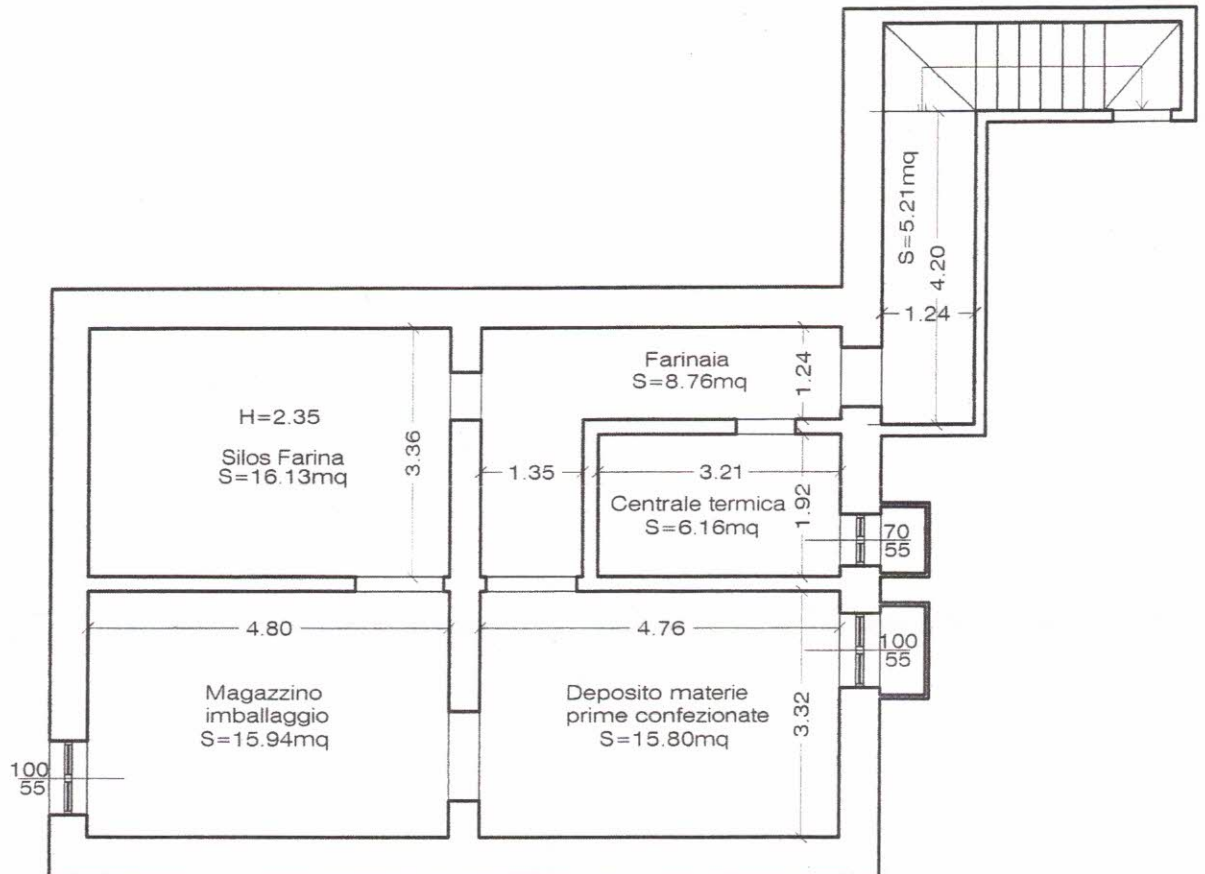 S=5.21mq
4.20
1.24
Farinaia
S=8.76mq
1.24
H=2.35
Silos Farina
S=16.13mq
3.36
1.35
3.21
Centrale termica
S=6.16mq
1.92
70
55
4.80
4.76
100
55
Magazzino
imballaggio
S=15.94mq
Deposito materie
prime confezionate
S=15.80mq
3.32
100
55